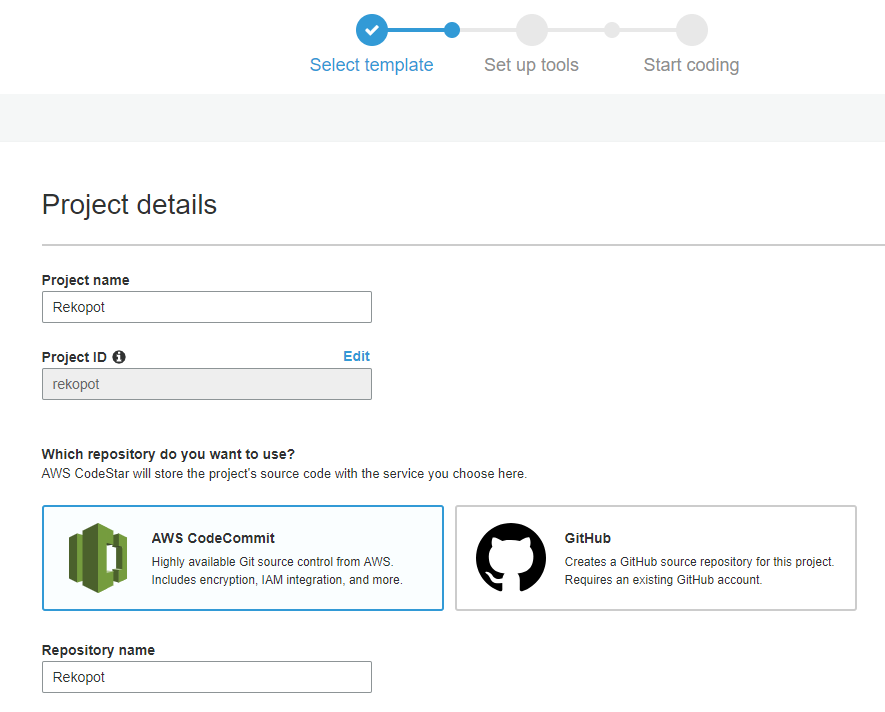 Select template
Set up tools
Start coding
Project details
Project name
Rekopot
Project ID
Edit
rekopot
Which repository do you want to use?
AWS CodeStar will store the project's source code with the service you choose here.
AWS CodeCommit
Highly available Git source control from AWS.
Includes encryption, IAM integration, and more.
GitHub
Creates a GitHub source repository for this project.
Requires an existing GitHub account.
Repository name
Rekopot